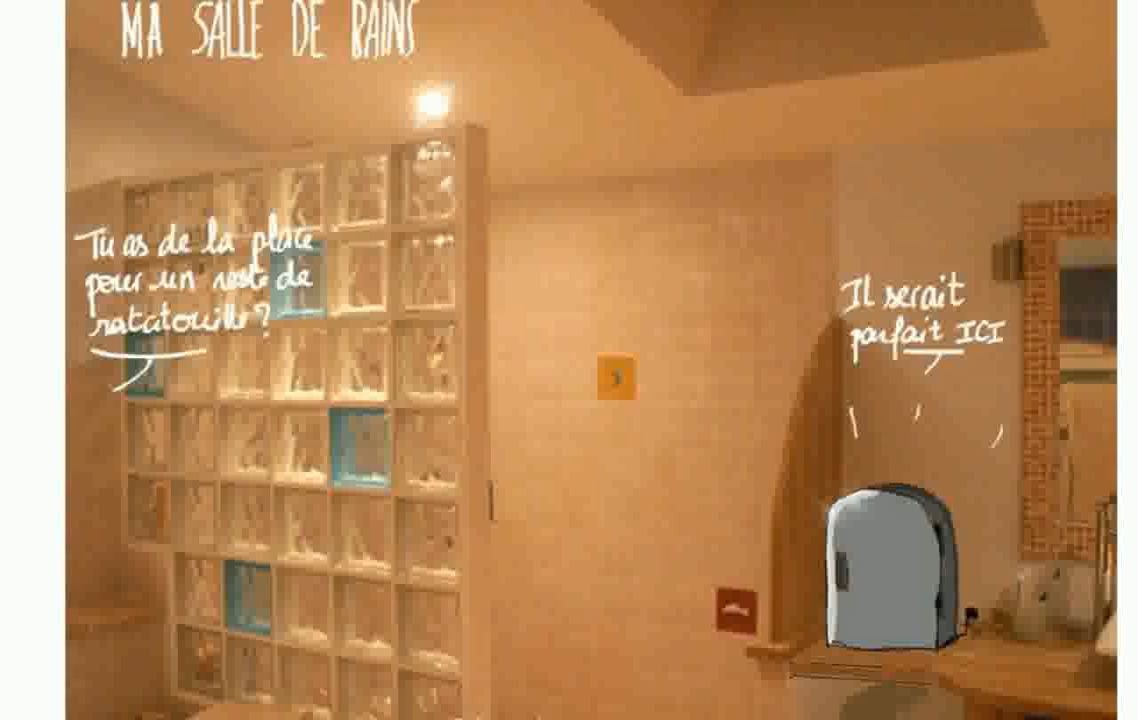 MA SALLE DE BAINS
Tu as de la place
pour un reste de
ratatouille?
Il serait
parfait ICI